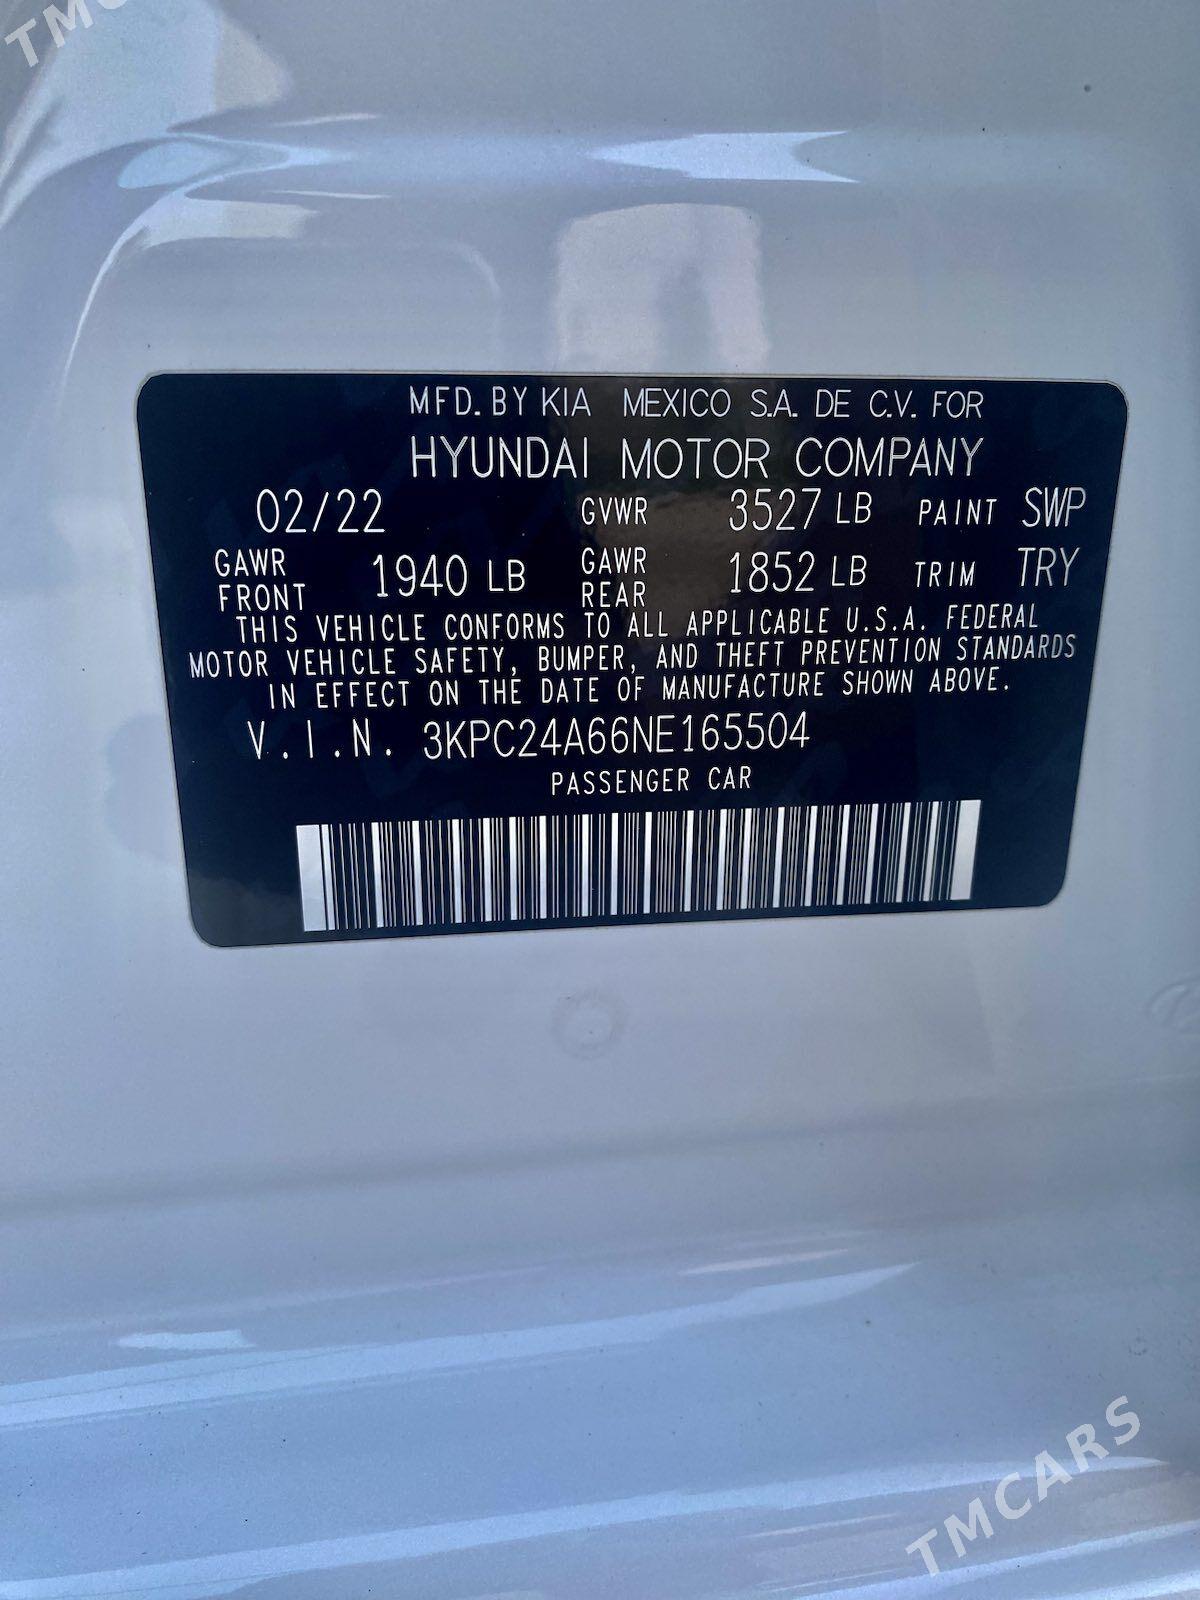 MFD. BY KIA MEXICO S.A. DE C.V. FOR
HYUNDAI MOTOR COMPANY
02/22 GVWR 3527 LB PAINT SWP
GAWR FRONT 1940 LB GAWR REAR 1852 LB TRIM TRY
THIS VEHICLE CONFORMS TO ALL APPLICABLE U.S.A. FEDERAL
MOTOR VEHICLE SAFETY, BUMPER, AND THEFT PREVENTION STANDARDS
IN EFFECT ON THE DATE OF MANUFACTURE SHOWN ABOVE.
V.I.N. 3KPC24A66NE165504
PASSENGER CAR
TMCARS